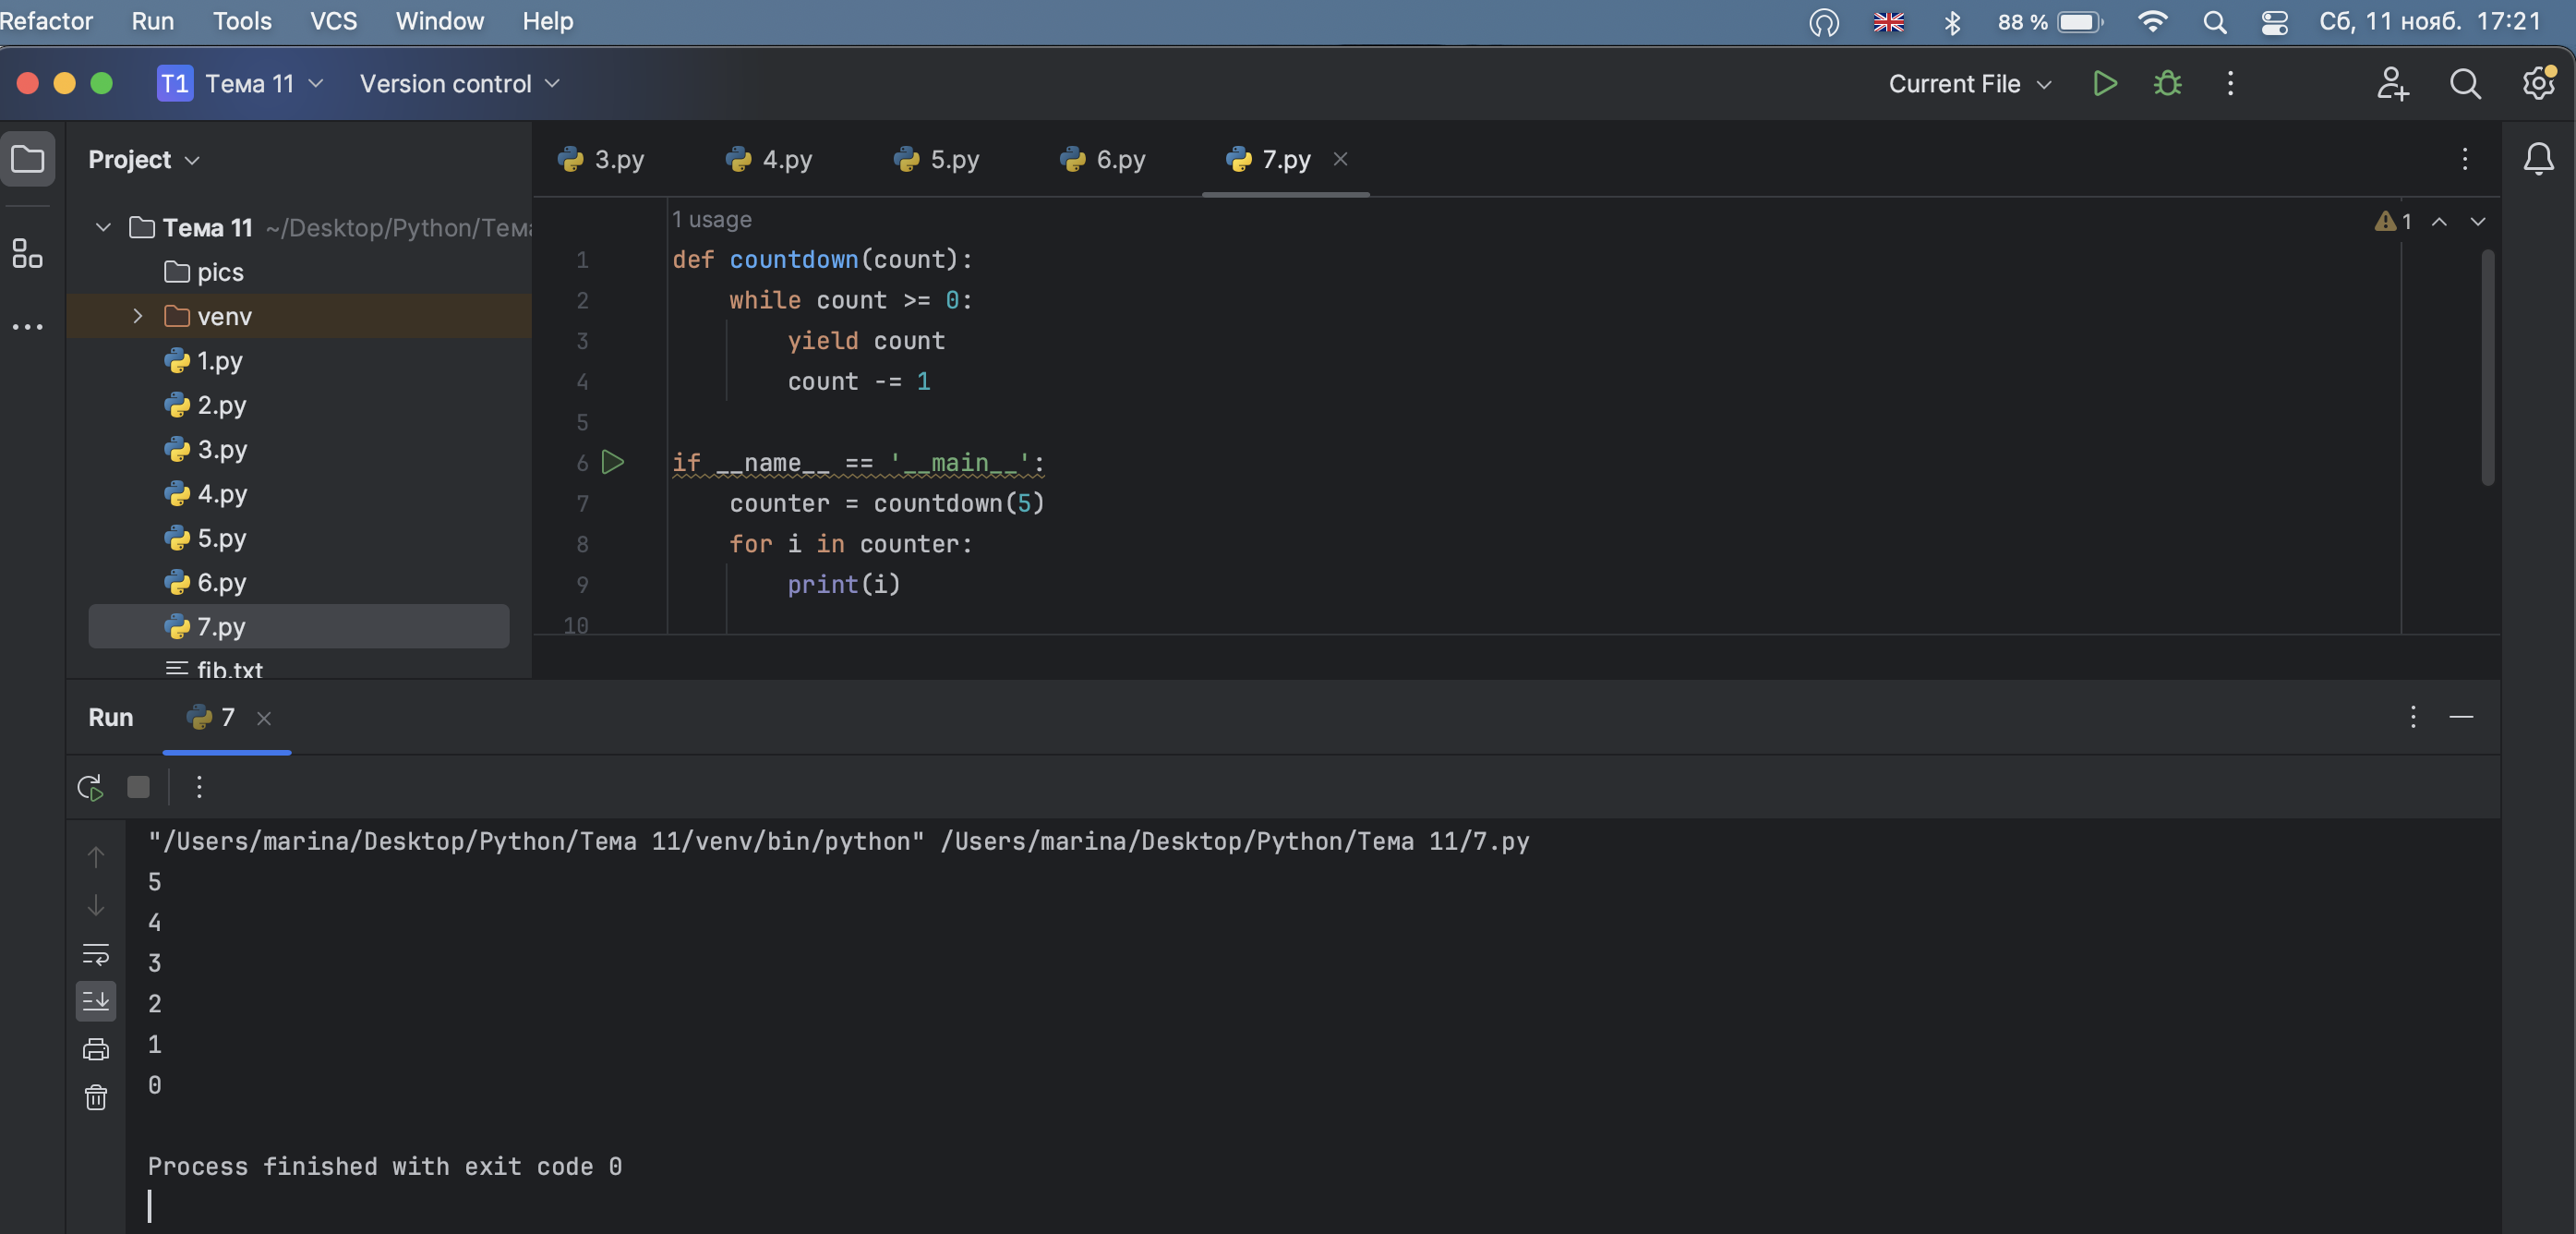 Refactor Run Tools VCS Window Help 88 % Сб, 11 нояб. 17:21
T1 Тема 11 Version control Current File
Project
3.py 4.py 5.py 6.py 7.py
Тема 11 ~/Desktop/Python/Тема
pics
venv
1.py
2.py
3.py
4.py
5.py
6.py
7.py
fib.txt
1 usage
1
1 def countdown(count):
2 while count >= 0:
3 yield count
4 count -= 1
5
6 if __name__ == '__main__':
7 counter = countdown(5)
8 for i in counter:
9 print(i)
10
Run 7
"/Users/marina/Desktop/Python/Тема 11/venv/bin/python" /Users/marina/Desktop/Python/Тема 11/7.py
5
4
3
2
1
0
Process finished with exit code 0